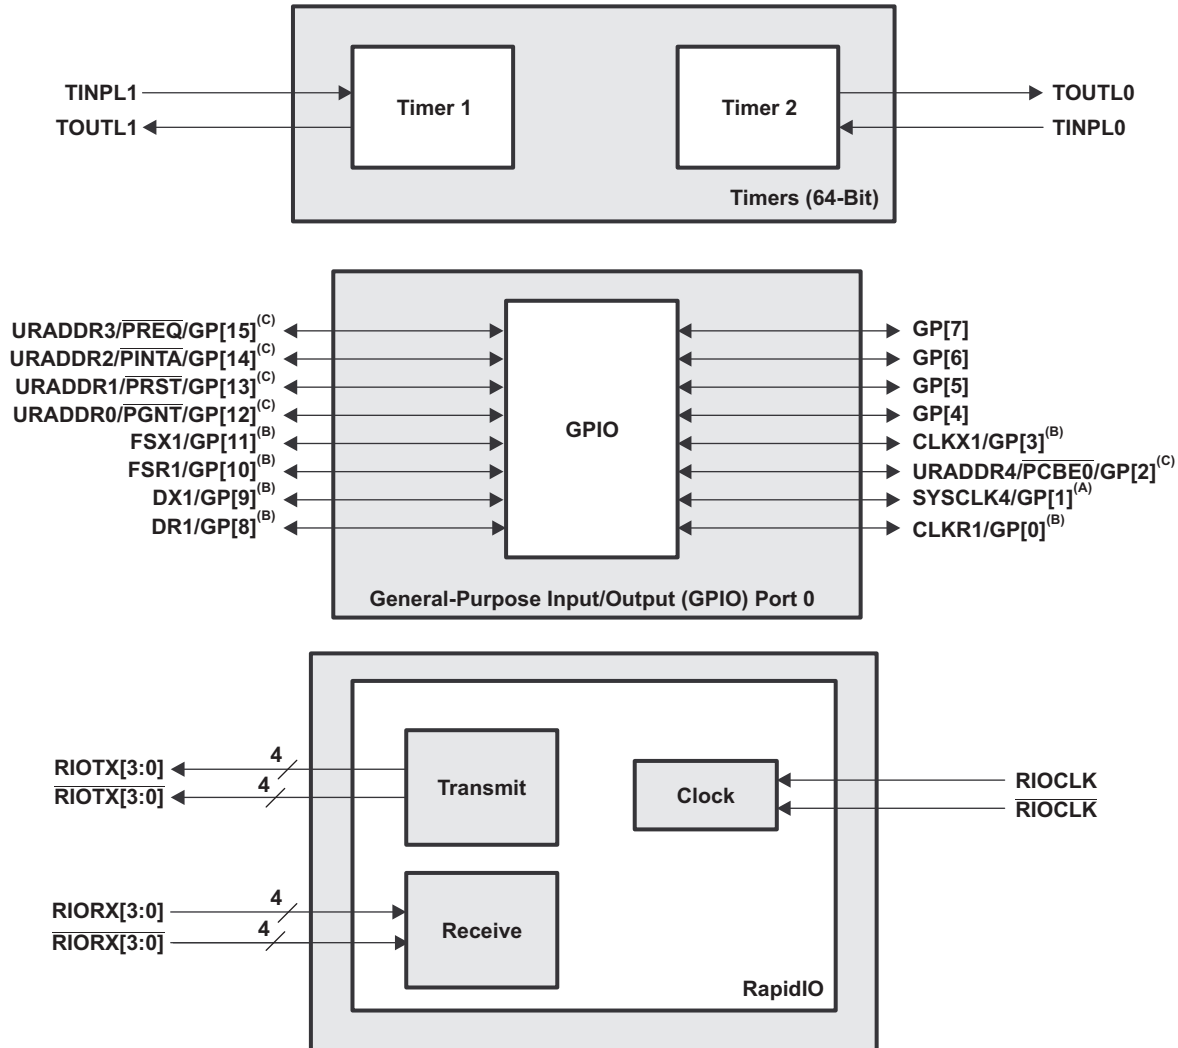 TINPL1
TOUTL1
Timer 1
Timer 2
TOUTL0
TINPL0
Timers (64-Bit)
URADDR3/PREQ/GP[15](C)
URADDR2/PINTA/GP[14](C)
URADDR1/PRST/GP[13](C)
URADDR0/PGNT/GP[12](C)
FSX1/GP[11](B)
FSR1/GP[10](B)
DX1/GP[9](B)
DR1/GP[8](B)
GPIO
GP[7]
GP[6]
GP[5]
GP[4]
CLKX1/GP[3](B)
URADDR4/PCBE0/GP[2](C)
SYSCLK4/GP[1](A)
CLKR1/GP[0](B)
General-Purpose Input/Output (GPIO) Port 0
RIOTX[3:0]
4
RIOTX[3:0]
4
Transmit
Clock
RIOCLK
RIOCLK
RIORX[3:0]
4
RIORX[3:0]
4
Receive
RapidIO